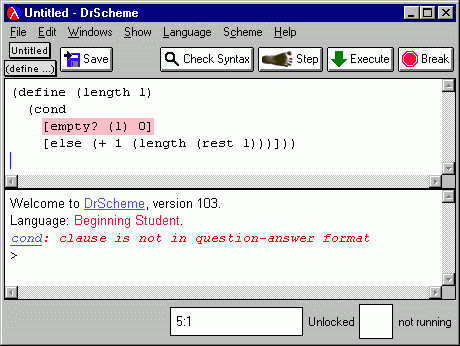 Untitled - DrScheme
File Edit Windows Show Language Scheme Help
Untitled
(define ...)
Save
Check Syntax
Step
Execute
Break
(define (length l)
  (cond
    [empty? (l) 0]
    [else (+ 1 (length (rest l)))]))
Welcome to DrScheme, version 103.
Language: Beginning Student.
cond: clause is not in question-answer format
>
5:1
Unlocked
not running